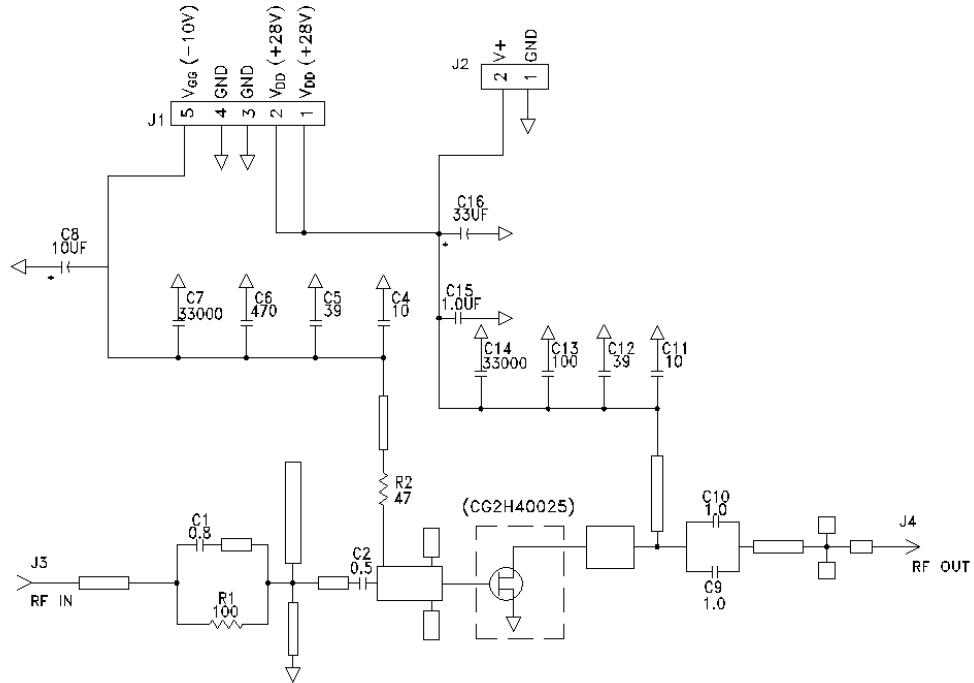 VGG (-10V)
GND
GND
VDD (+28V)
VDD (+28V)
J1
5
4
3
2
1
J2
V+
GND
2
1
C8
10UF
+
C16
33UF
+
C7
33000
C6
470
C5
39
C4
10
C15
1.0UF
C14
33000
C13
100
C12
39
C11
10
R2
47
(CG2H40025)
C10
1.0
C9
1.0
J4
RF OUT
C1
0.8
C2
0.5
J3
RF IN
R1
100